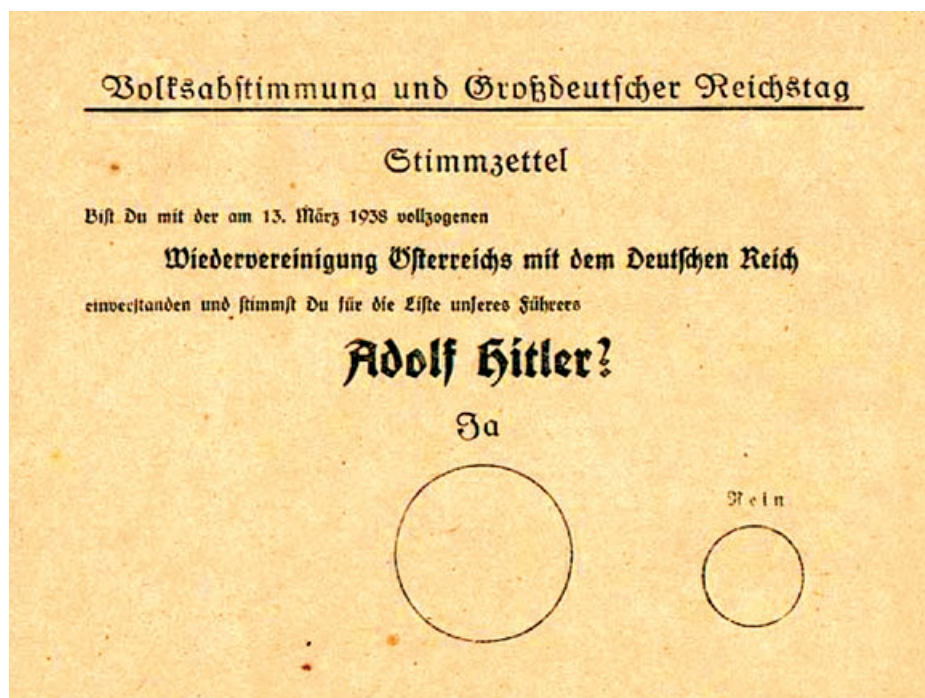 Volksabstimmung und Großdeutscher Reichstag
Stimmzettel
Bist Du mit der am 13. März 1938 vollzogenen
Wiedervereinigung Österreichs mit dem Deutschen Reich
einverstanden und stimmst Du für die Liste unseres Führers
Adolf Hitler?
Ja
Nein